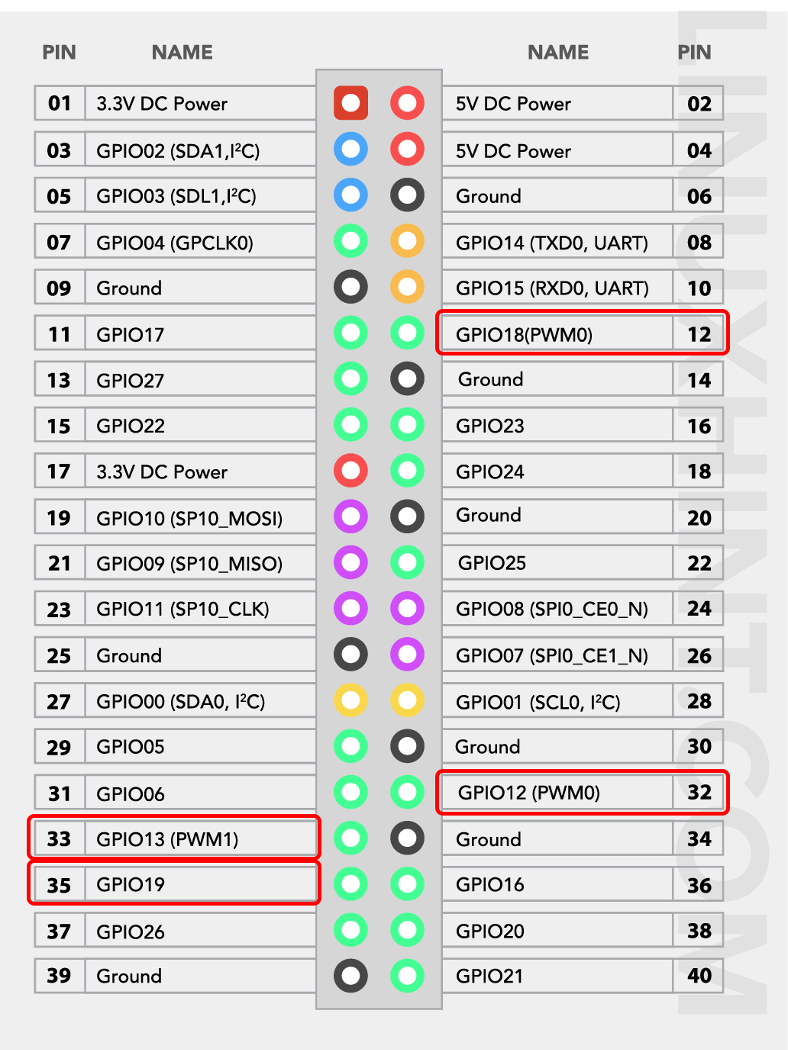 PIN NAME NAME PIN
01 3.3V DC Power 5V DC Power 02
03 GPIO02 (SDA1,I²C) 5V DC Power 04
05 GPIO03 (SDL1,I²C) Ground 06
07 GPIO04 (GPCLK0) GPIO14 (TXD0, UART) 08
09 Ground GPIO15 (RXD0, UART) 10
11 GPIO17 GPIO18(PWM0) 12
13 GPIO27 Ground 14
15 GPIO22 GPIO23 16
17 3.3V DC Power GPIO24 18
19 GPIO10 (SP10_MOSI) Ground 20
21 GPIO09 (SP10_MISO) GPIO25 22
23 GPIO11 (SP10_CLK) GPIO08 (SPI0_CE0_N) 24
25 Ground GPIO07 (SPI0_CE1_N) 26
27 GPIO00 (SDA0, I²C) GPIO01 (SCL0, I²C) 28
29 GPIO05 Ground 30
31 GPIO06 GPIO12 (PWM0) 32
33 GPIO13 (PWM1) Ground 34
35 GPIO19 GPIO16 36
37 GPIO26 GPIO20 38
39 Ground GPIO21 40
LINUXHINT.COM